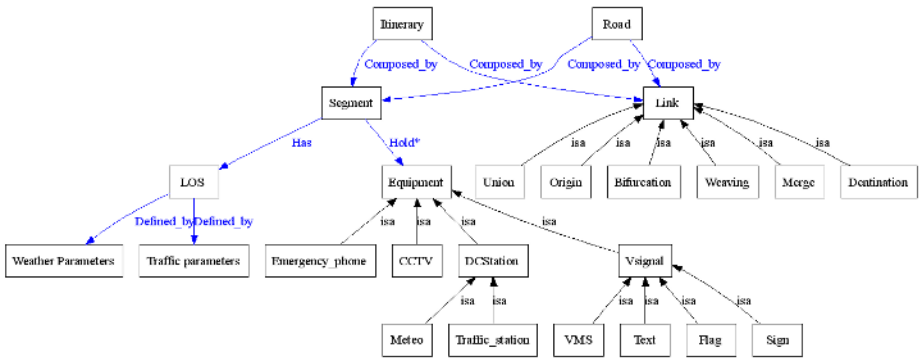 Itinerary
Road
Composed_by
Composed_by
Composed_by
Composed_by
Segment
Link
Has
Hold*
isa
isa
isa
isa
isa
isa
LOS
Equipment
Union
Origin
Bifurcation
Weaving
Merge
Dentination
Defined_by
Defined_by
isa
isa
isa
isa
Weather Parameters
Traffic parameters
Emergency_phone
CCTV
DCStation
Vsignal
isa
isa
isa
isa
isa
isa
Meteo
Traffic_station
VMS
Text
Flag
Sign